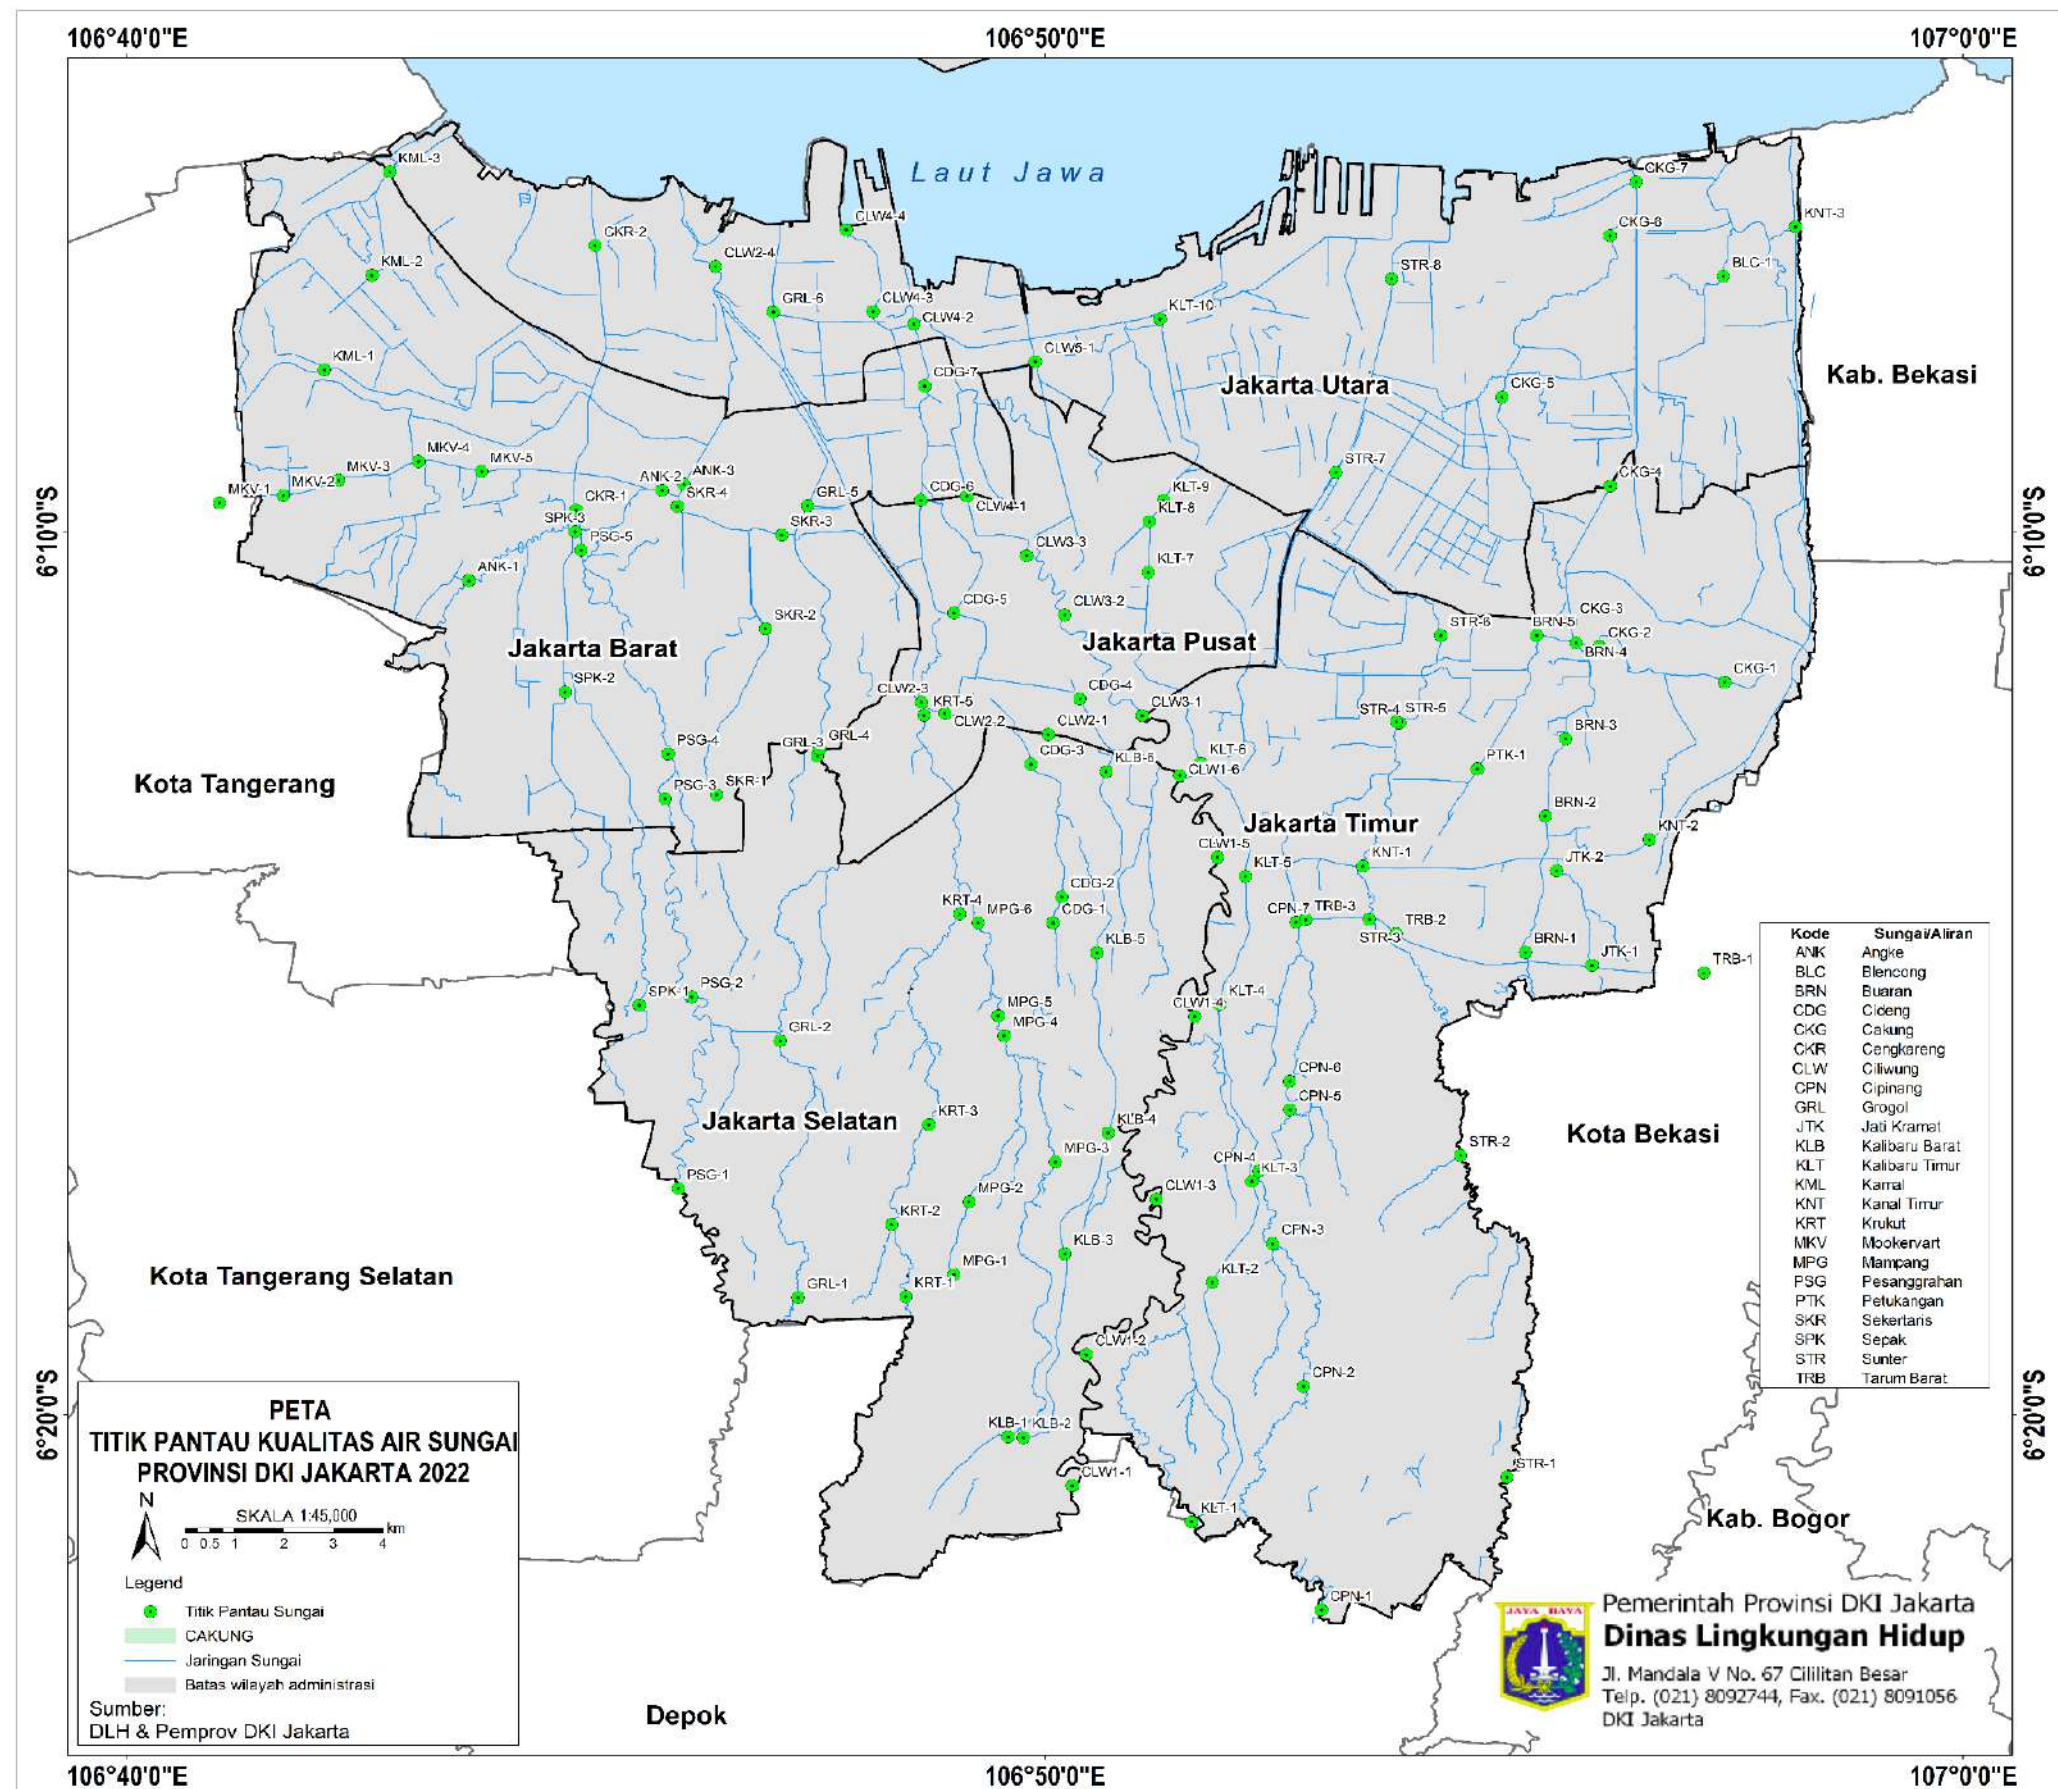 106°40'0"E
106°50'0"E
107°0'0"E
Laut Jawa
KML-3
CKG-7
CLW4-4
KNT-3
CKR-2
CKG-6
CLW2-4
KML-2
STR-8
BLC-1
GRL-6
CLW4-3
KLT-10
CLW4-2
KML-1
CLW5-1
CDG-7
Jakarta Utara
CKG-5
Kab. Bekasi
MKV-4
MKV-5
MKV-3
MKV-2
MKV-1
ANK-2
ANK-3
SKR-4
STR-7
CKG-4
CKR-1
GRL-5
CDG-6
CLW4-1
KLT-9
KLT-8
6°10'0"S
6°10'0"S
SPK-3
PSG-5
SKR-3
CLW3-3
KLT-7
ANK-1
CDG-5
CLW3-2
SKR-2
CKG-3
STR-6
BRN-5
CKG-2
BRN-4
Jakarta Barat
Jakarta Pusat
CKG-1
SPK-2
CLW2-3
KRT-5
CLW2-2
CDG-4
CLW3-1
CLW2-1
STR-4
STR-5
BRN-3
PSG-4
GRL-3
GRL-4
CDG-3
KLB-6
KLT-6
CLW1-6
PTK-1
Kota Tangerang
PSG-3
SKR-1
BRN-2
Jakarta Timur
KNT-2
CLW1-5
KLT-5
KNT-1
JTK-2
CDG-2
KRT-4
MPG-6
CDG-1
CPN-7
TRB-3
TRB-2
STR-3
KLB-5
BRN-1
JTK-1
TRB-1
SPK-1
PSG-2
MPG-5
CLW1-4
KLT-4
GRL-2
MPG-4
CPN-6
CPN-5
Jakarta Selatan
KRT-3
KLB-4
Kota Bekasi
STR-2
MPG-3
CPN-4
KLT-3
PSG-1
MPG-2
CLW1-3
KRT-2
CPN-3
KLB-3
Kota Tangerang Selatan
MPG-1
KLT-2
GRL-1
KRT-1
CLW1-2
CPN-2
KLB-1
KLB-2
CLW1-1
STR-1
KLT-1
Kab. Bogor
CPN-1
Depok
6°20'0"S
6°20'0"S
Kode Sungai/Aliran
ANK Angke
BLC Blencong
BRN Buaran
CDG Cideng
CKG Cakung
CKR Cengkareng
CLW Ciliwung
CPN Cipinang
GRL Grogol
JTK Jati Kramat
KLB Kalibaru Barat
KLT Kalibaru Timur
KML Kamal
KNT Kanal Timur
KRT Krukut
MKV Mookervart
MPG Mampang
PSG Pesanggrahan
PTK Petukangan
SKR Sekertaris
SPK Sepak
STR Sunter
TRB Tarum Barat
PETA
TITIK PANTAU KUALITAS AIR SUNGAI
PROVINSI DKI JAKARTA 2022
N
SKALA 1:45,000
km
0 0.5 1 2 3 4
Legend
Titik Pantau Sungai
CAKUNG
Jaringan Sungai
Batas wilayah administrasi
Sumber:
DLH & Pemprov DKI Jakarta
JAYA RAYA
Pemerintah Provinsi DKI Jakarta
Dinas Lingkungan Hidup
Jl. Mandala V No. 67 Cililitan Besar
Telp. (021) 8092744, Fax. (021) 8091056
DKI Jakarta
106°40'0"E
106°50'0"E
107°0'0"E